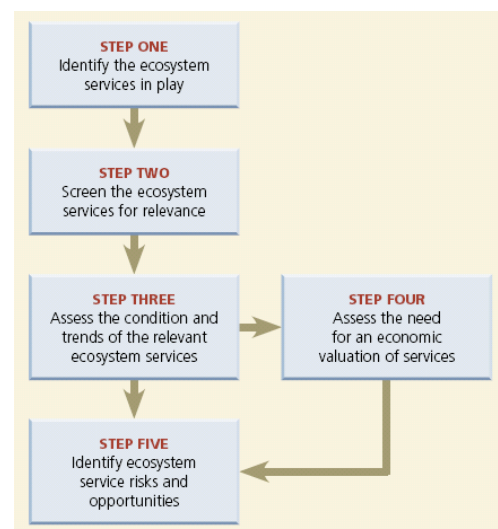 STEP ONE
Identify the ecosystem
services in play
STEP TWO
Screen the ecosystem
services for relevance
STEP THREE
Assess the condition and
trends of the relevant
ecosystem services
STEP FOUR
Assess the need
for an economic
valuation of services
STEP FIVE
Identify ecosystem
service risks and
opportunities